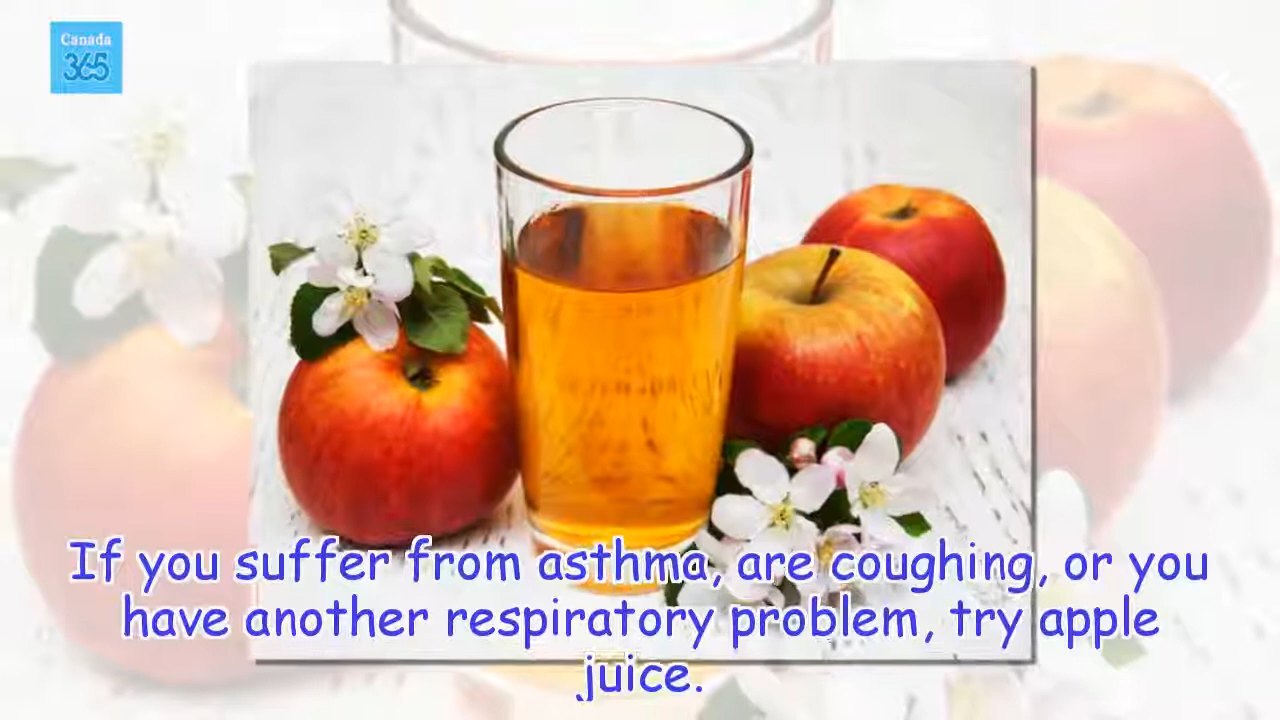 Canada
365
If you suffer from asthma, are coughing, or you
have another respiratory problem, try apple
juice.